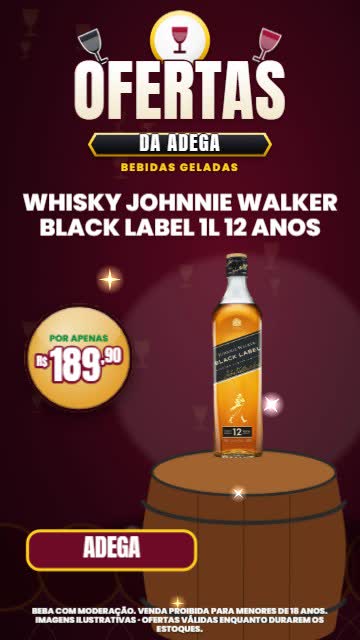 OFERTAS
DA ADEGA
BEBIDAS GELADAS
WHISKY JOHNNIE WALKER
BLACK LABEL 1L 12 ANOS
POR APENAS
R$189,90
JOHNNIE WALKER
BLACK LABEL
12
ADEGA
BEBA COM MODERAÇÃO. VENDA PROIBIDA PARA MENORES DE 18 ANOS.
IMAGENS ILUSTRATIVAS - OFERTAS VÁLIDAS ENQUANTO DURAREM OS
ESTOQUES.